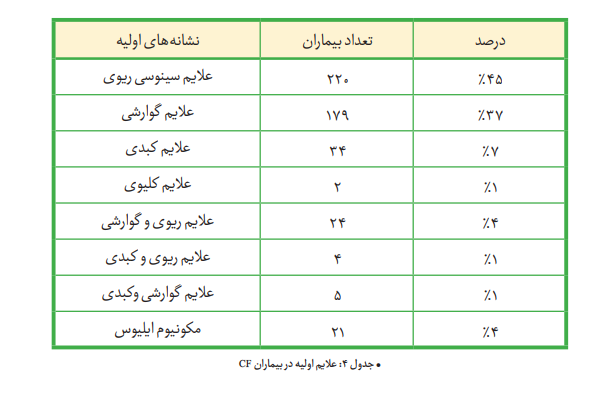 نشانه‌های اولیه تعداد بیماران درصد
علایم سینوسی ریوی ۲۲۰ ٪۴۵
علایم گوارشی ۱۷۹ ٪۳۷
علایم کبدی ۳۴ ٪۷
علایم کلیوی ۲ ٪۱
علایم ریوی و گوارشی ۲۴ ٪۴
علایم ریوی و کبدی ۴ ٪۱
علایم گوارشی وکبدی ۵ ٪۱
مکونیوم ایلیوس ۲۱ ٪۴
• جدول ۴: علایم اولیه در بیماران CF